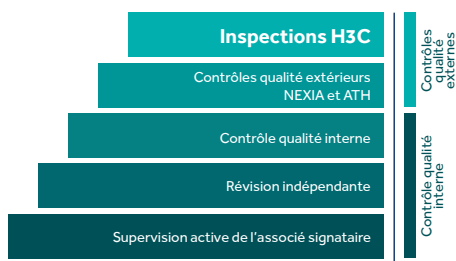 Inspections H3C
Contrôles qualité extérieurs
NEXIA et ATH
Contrôle qualité interne
Révision indépendante
Supervision active de l'associé signataire
Contrôles
qualité
externes
Contrôle qualité
interne